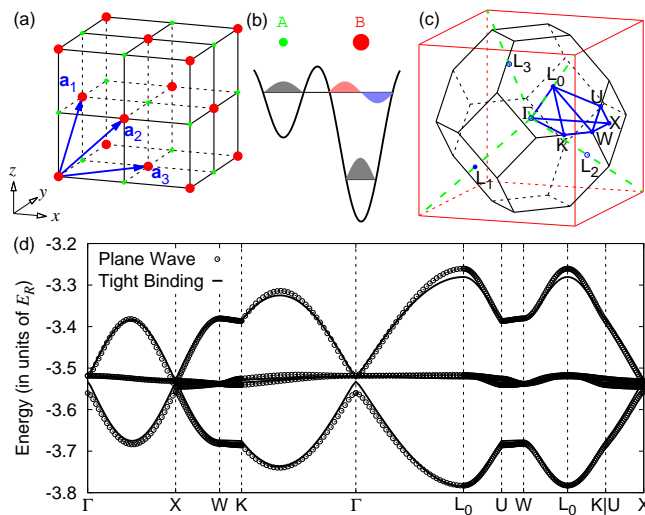 (a)
a1
a2
a3
z
y
x
(b)
A
B
(c)
L3
L0
Γ
U
X
K
W
L1
L2
(d)
Energy (in units of ER)
-3.2
-3.3
-3.4
-3.5
-3.6
-3.7
-3.8
Plane Wave
Tight Binding
Γ X W K Γ L0 U W L0 K|U X